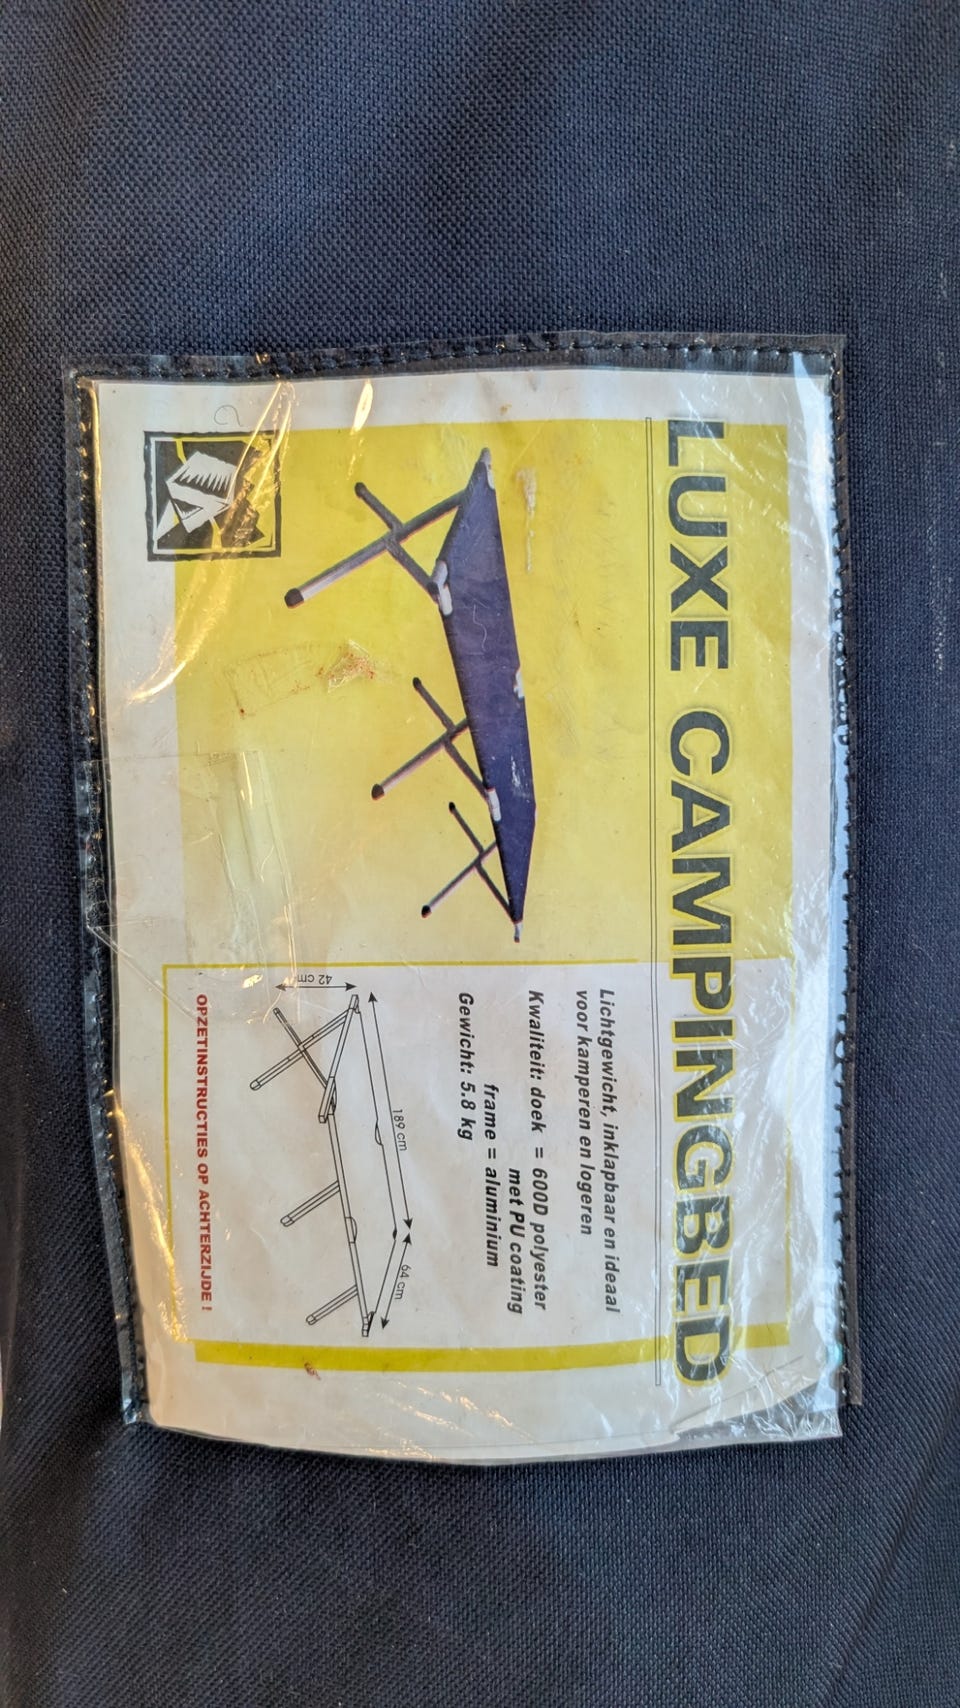 LUXE CAMPINGBED
Lichtgewicht, inklapbaar en ideaal
voor kamperen en logeren
Kwaliteit: doek = 600D polyester
met PU coating
frame = aluminium
Gewicht: 5.8 kg
189 cm
64 cm
42 cm
OPZETINSTRUCTIES OP ACHTERZIJDE !